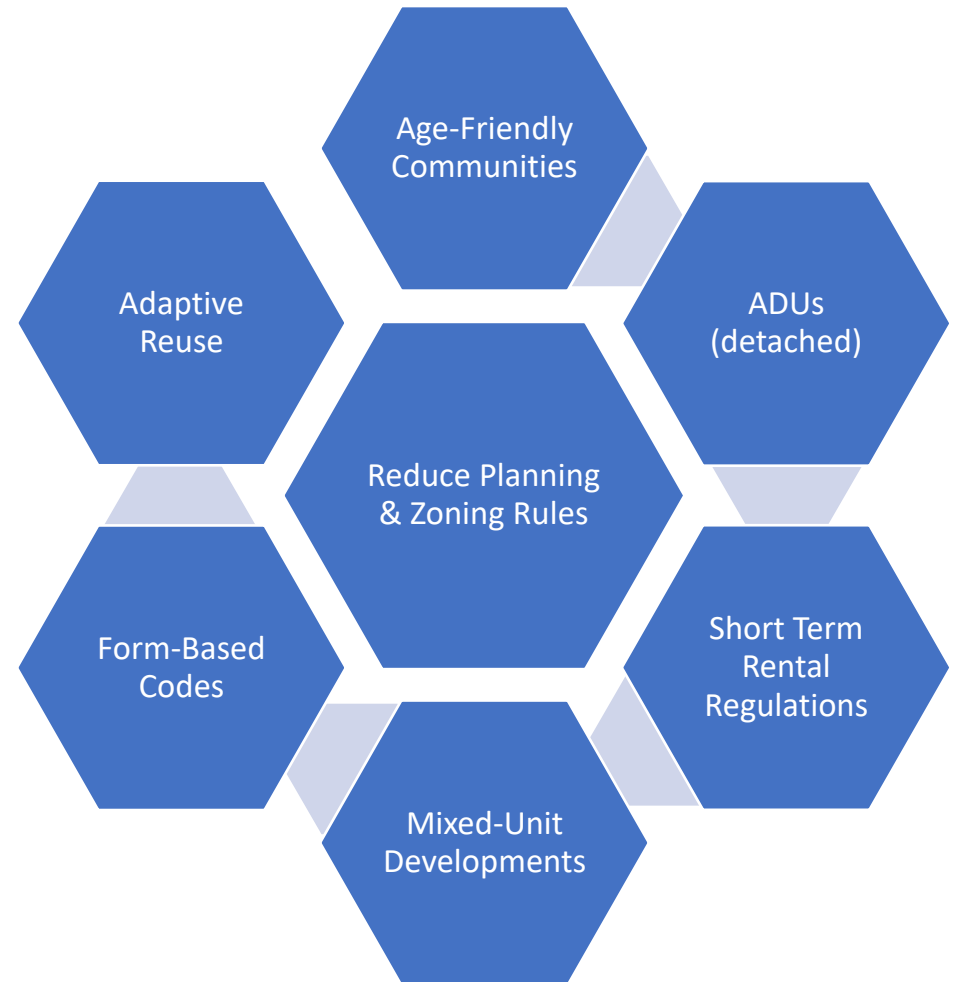 Age-Friendly
Communities
Adaptive
Reuse
ADUs
(detached)
Reduce Planning
& Zoning Rules
Form-Based
Codes
Short Term
Rental
Regulations
Mixed-Unit
Developments